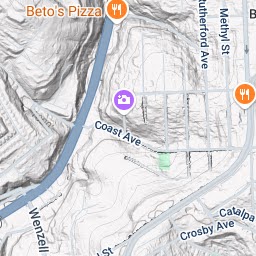 Beto's Pizza
Rutherford Ave
Methyl St
B
Coast Ave
Wenzell
l St
Crosby Ave
Catalpa